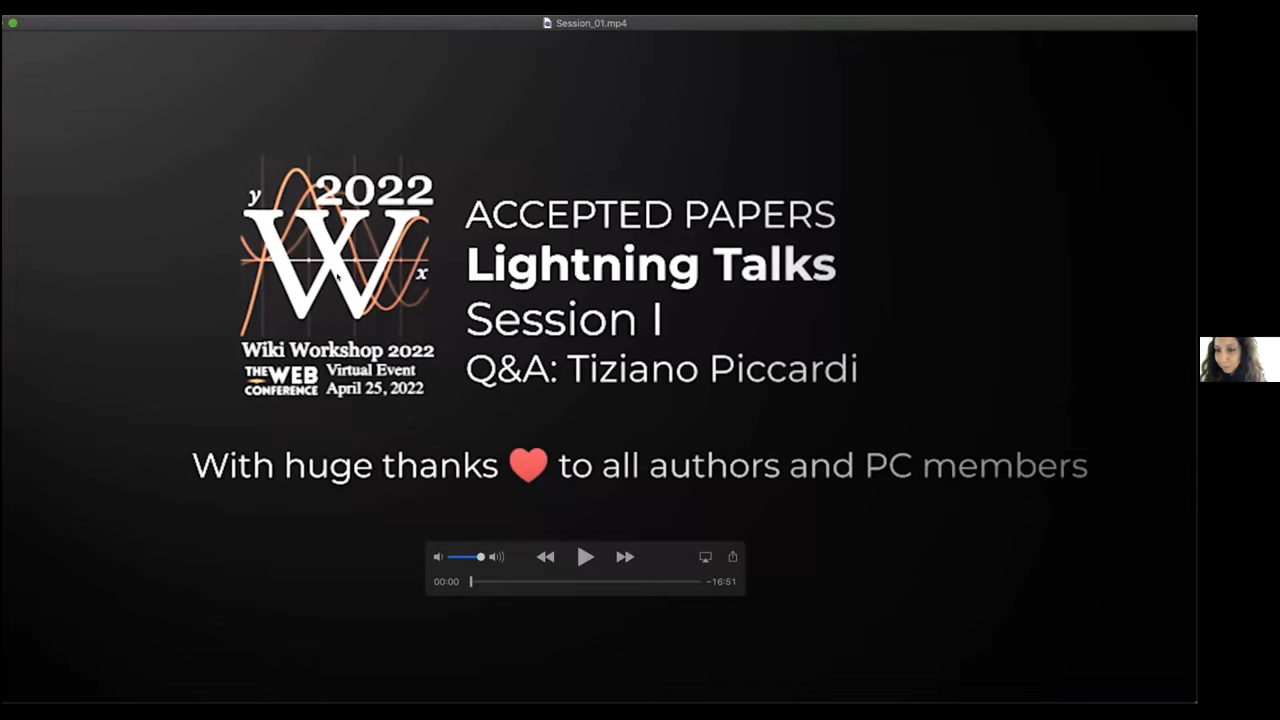 Session_01.mp4
y
2022
W
x
Wiki Workshop 2022
THE WEB CONFERENCE
Virtual Event
April 25, 2022
ACCEPTED PAPERS
Lightning Talks
Session I
Q&A: Tiziano Piccardi
With huge thanks ❤️ to all authors and PC members
00:00
-16:51